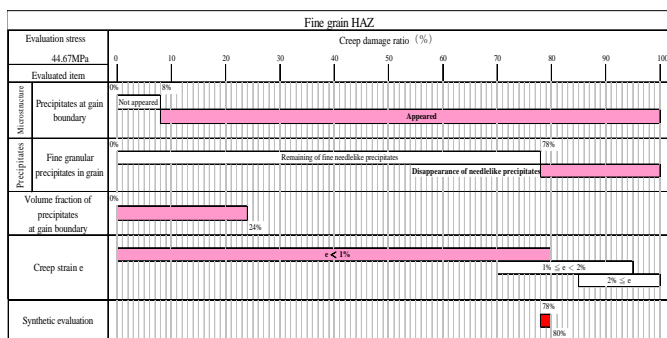 Fine grain HAZ
Evaluation stress
44.67MPa
Creep damage ratio (%)
0 10 20 30 40 50 60 70 80 90 100
Evaluated item
Microstucture
Precipitates at gain
boundary
0% 8%
Not appeared
Appeared
Precipitates
Fine granular
precipitates in grain
0% 78%
Remaining of fine needlelike precipitates
Disappearance of needlelike precipitates
Volume fraction of
precipitates
at gain boundary
0%
24%
Creep strain e
e < 1%
1% ≦ e < 2%
2% ≦ e
Synthetic evaluation
78%
80%